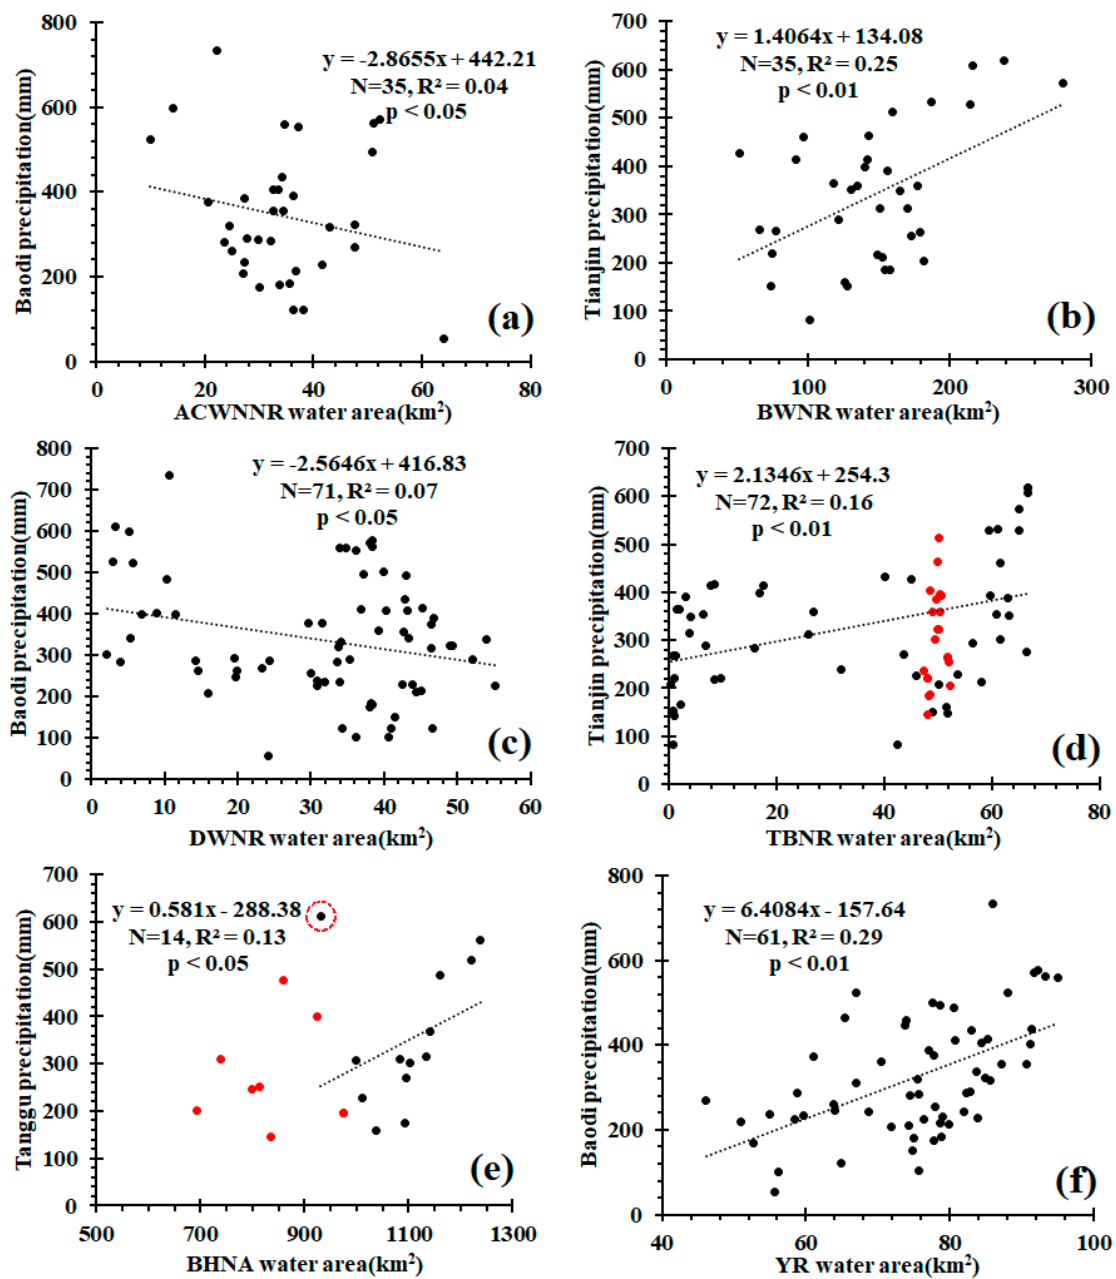 800
600
400
200
0
Baodi precipitation(mm)
y = -2.8655x + 442.21
N=35, R² = 0.04
p < 0.05
(a)
0 20 40 60 80
ACWNNR water area(km²)
700
600
500
400
300
200
100
0
Tianjin precipitation(mm)
y = 1.4064x + 134.08
N=35, R² = 0.25
p < 0.01
(b)
0 100 200 300
BWNR water area(km²)
800
700
600
500
400
300
200
100
0
Baodi precipitation(mm)
y = -2.5646x + 416.83
N=71, R² = 0.07
p < 0.05
(c)
0 10 20 30 40 50 60
DWNR water area(km²)
700
600
500
400
300
200
100
0
Tianjin precipitation(mm)
y = 2.1346x + 254.3
N=72, R² = 0.16
p < 0.01
(d)
0 20 40 60 80
TBNR water area(km²)
700
600
500
400
300
200
100
0
Tanggu precipitation(mm)
y = 0.581x - 288.38
N=14, R² = 0.13
p < 0.05
(e)
500 700 900 1100 1300
BHNA water area(km²)
800
600
400
200
0
Baodi precipitation(mm)
y = 6.4084x - 157.64
N=61, R² = 0.29
p < 0.01
(f)
40 60 80 100
YR water area(km²)